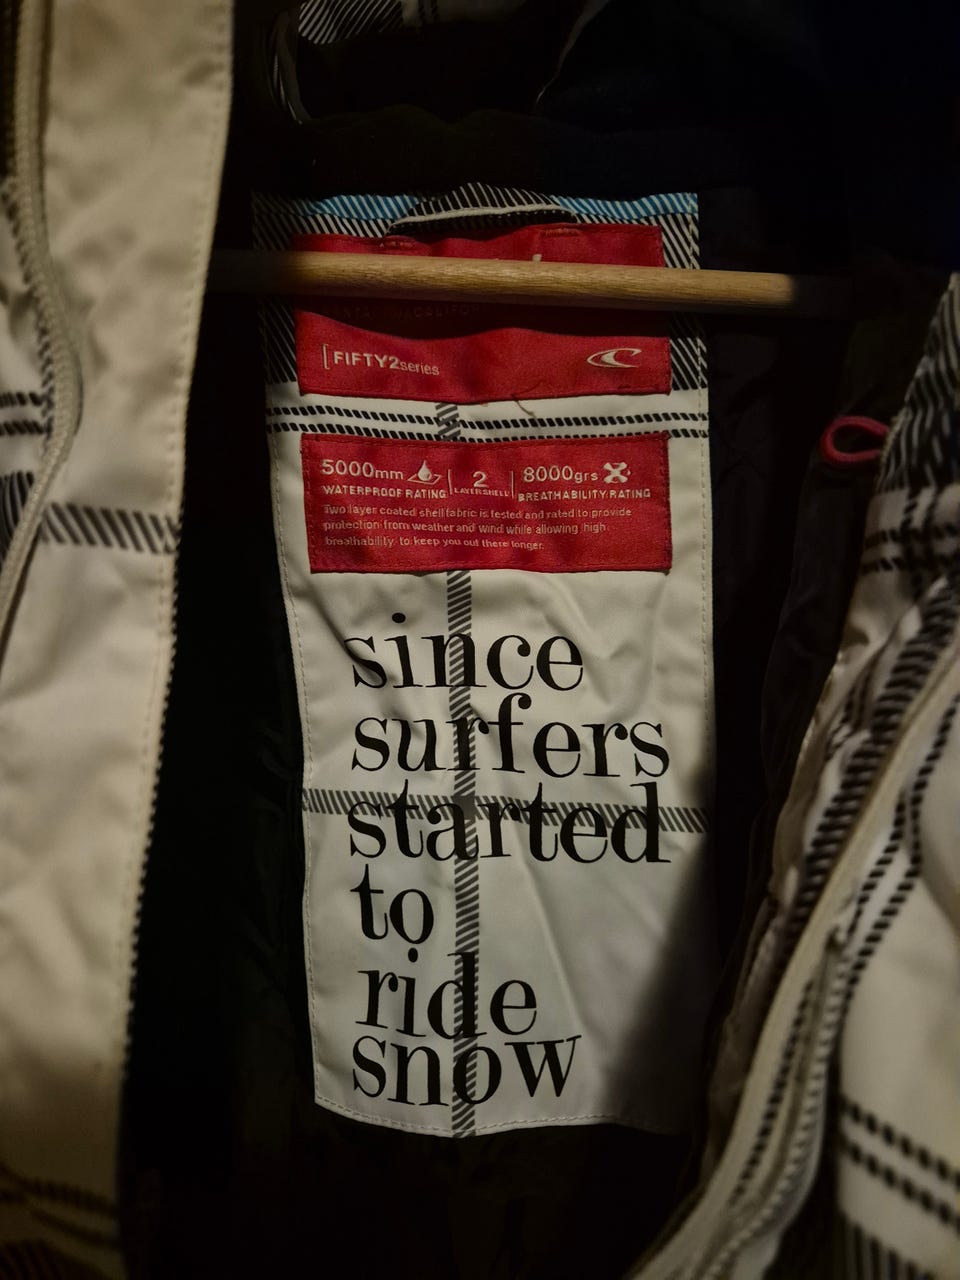 [FIFTY2series
5000mm 2 8000grs
WATERPROOF RATING LAYER SHELL BREATHABILITY RATING
Two layer coated shell fabric is tested and rated to provide
protection from weather and wind while allowing high
breathability to keep you out there longer.
since
surfers
started
to
ride
snow